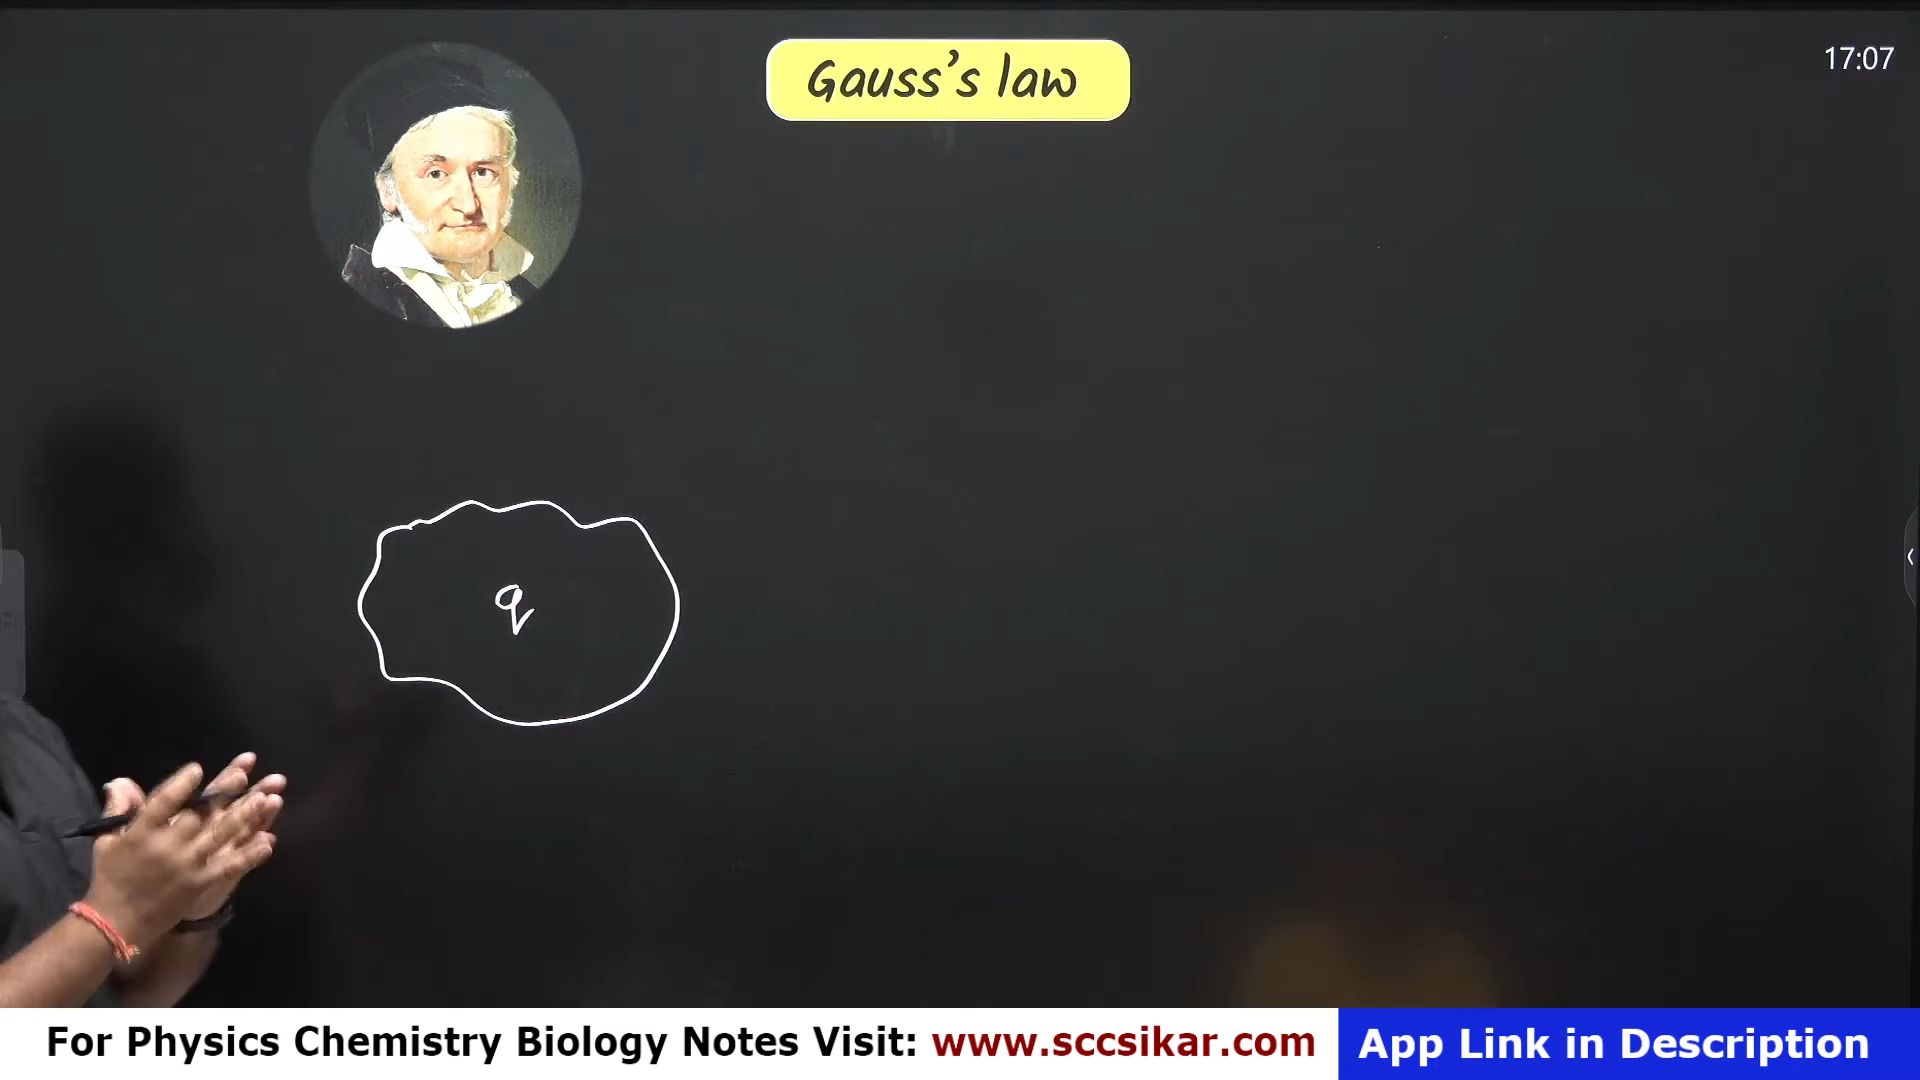 Gauss's law
17:07
q
For Physics Chemistry Biology Notes Visit: www.sccsikar.com
App Link in Description